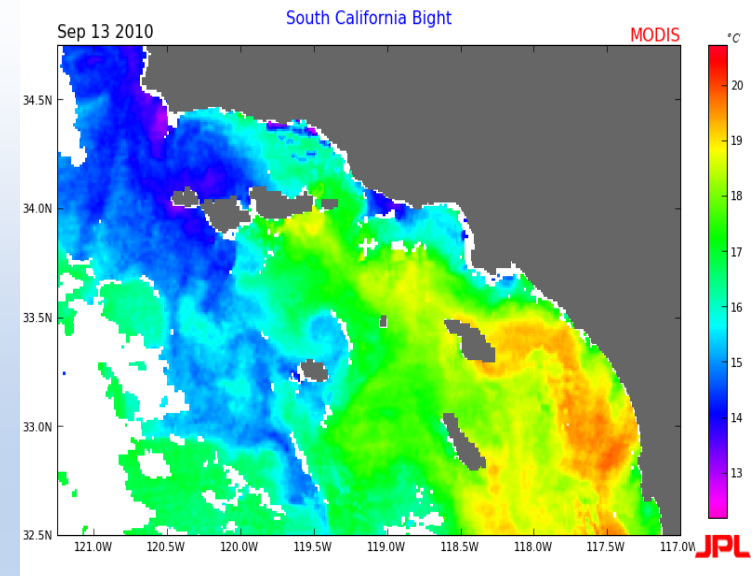 South California Bight
Sep 13 2010
MODIS
°C
20
19
18
17
16
15
14
13
34.5N
34.0N
33.5N
33.0N
32.5N
121.0W 120.5W 120.0W 119.5W 119.0W 118.5W 118.0W 117.5W 117.0W
JPL